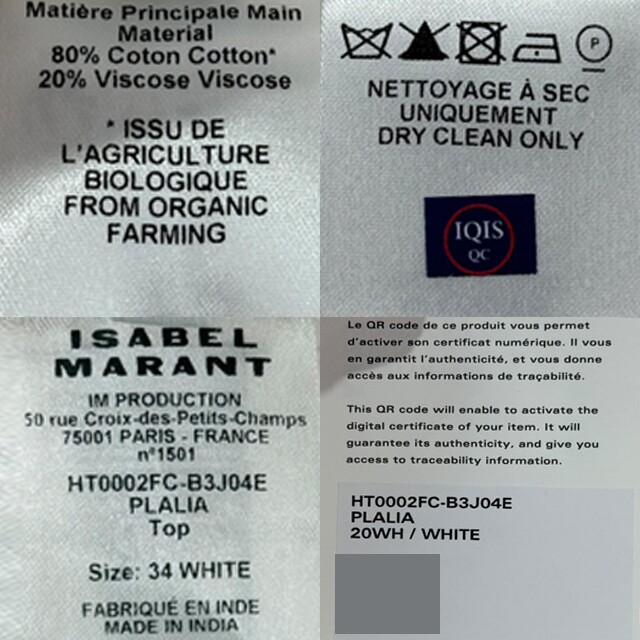 Matière Principale Main
Material
80% Coton Cotton*
20% Viscose Viscose
* ISSU DE
L'AGRICULTURE
BIOLOGIQUE
FROM ORGANIC
FARMING
P
NETTOYAGE À SEC
UNIQUEMENT
DRY CLEAN ONLY
IQIS
QC
ISABEL
MARANT
IM PRODUCTION
50 rue Croix-des-Petits-Champs
75001 PARIS - FRANCE
n°1501
HT0002FC-B3J04E
PLALIA
Top
Size: 34 WHITE
FABRIQUÉ EN INDE
MADE IN INDIA
Le QR code de ce produit vous permet
d'activer son certificat numérique. Il vous
en garantit l'authenticité, et vous donne
accès aux informations de traçabilité.
This QR code will enable to activate the
digital certificate of your item. It will
guarantee its authenticity, and give you
access to traceability information.
HT0002FC-B3J04E
PLALIA
20WH / WHITE